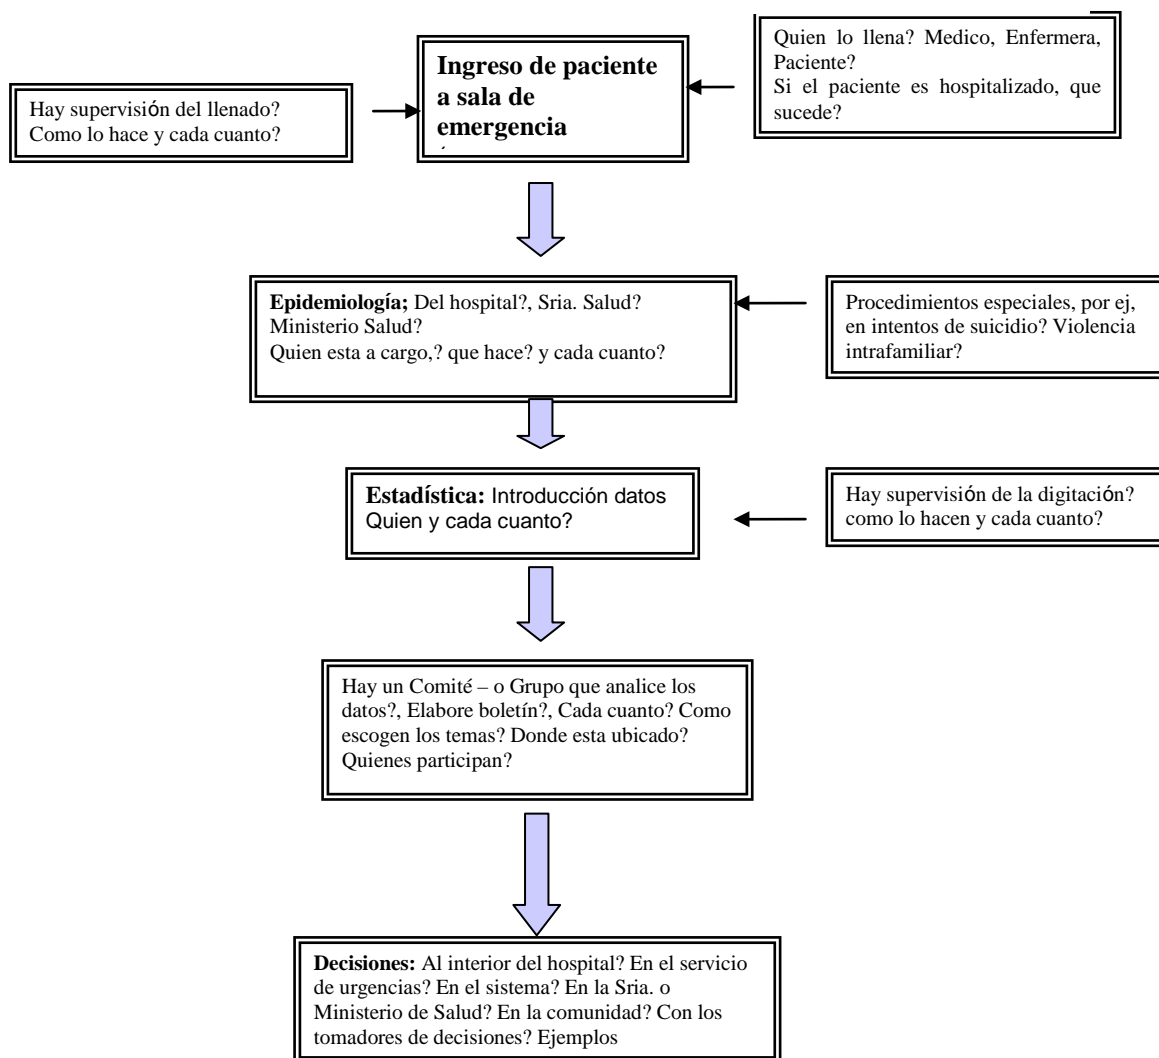 Ingreso de paciente
a sala de
emergencia
Quien lo llena? Medico, Enfermera,
Paciente?
Si el paciente es hospitalizado, que
sucede?
Hay supervisión del llenado?
Como lo hace y cada cuanto?
Epidemiología; Del hospital?, Sria. Salud?
Ministerio Salud?
Quien esta a cargo,? que hace? y cada cuanto?
Procedimientos especiales, por ej,
en intentos de suicidio? Violencia
intrafamiliar?
Estadística: Introducción datos
Quien y cada cuanto?
Hay supervisión de la digitación?
como lo hacen y cada cuanto?
Hay un Comité – o Grupo que analice los
datos?, Elabore boletín?, Cada cuanto? Como
escogen los temas? Donde esta ubicado?
Quienes participan?
Decisiones: Al interior del hospital? En el servicio
de urgencias? En el sistema? En la Sria. o
Ministerio de Salud? En la comunidad? Con los
tomadores de decisiones? Ejemplos